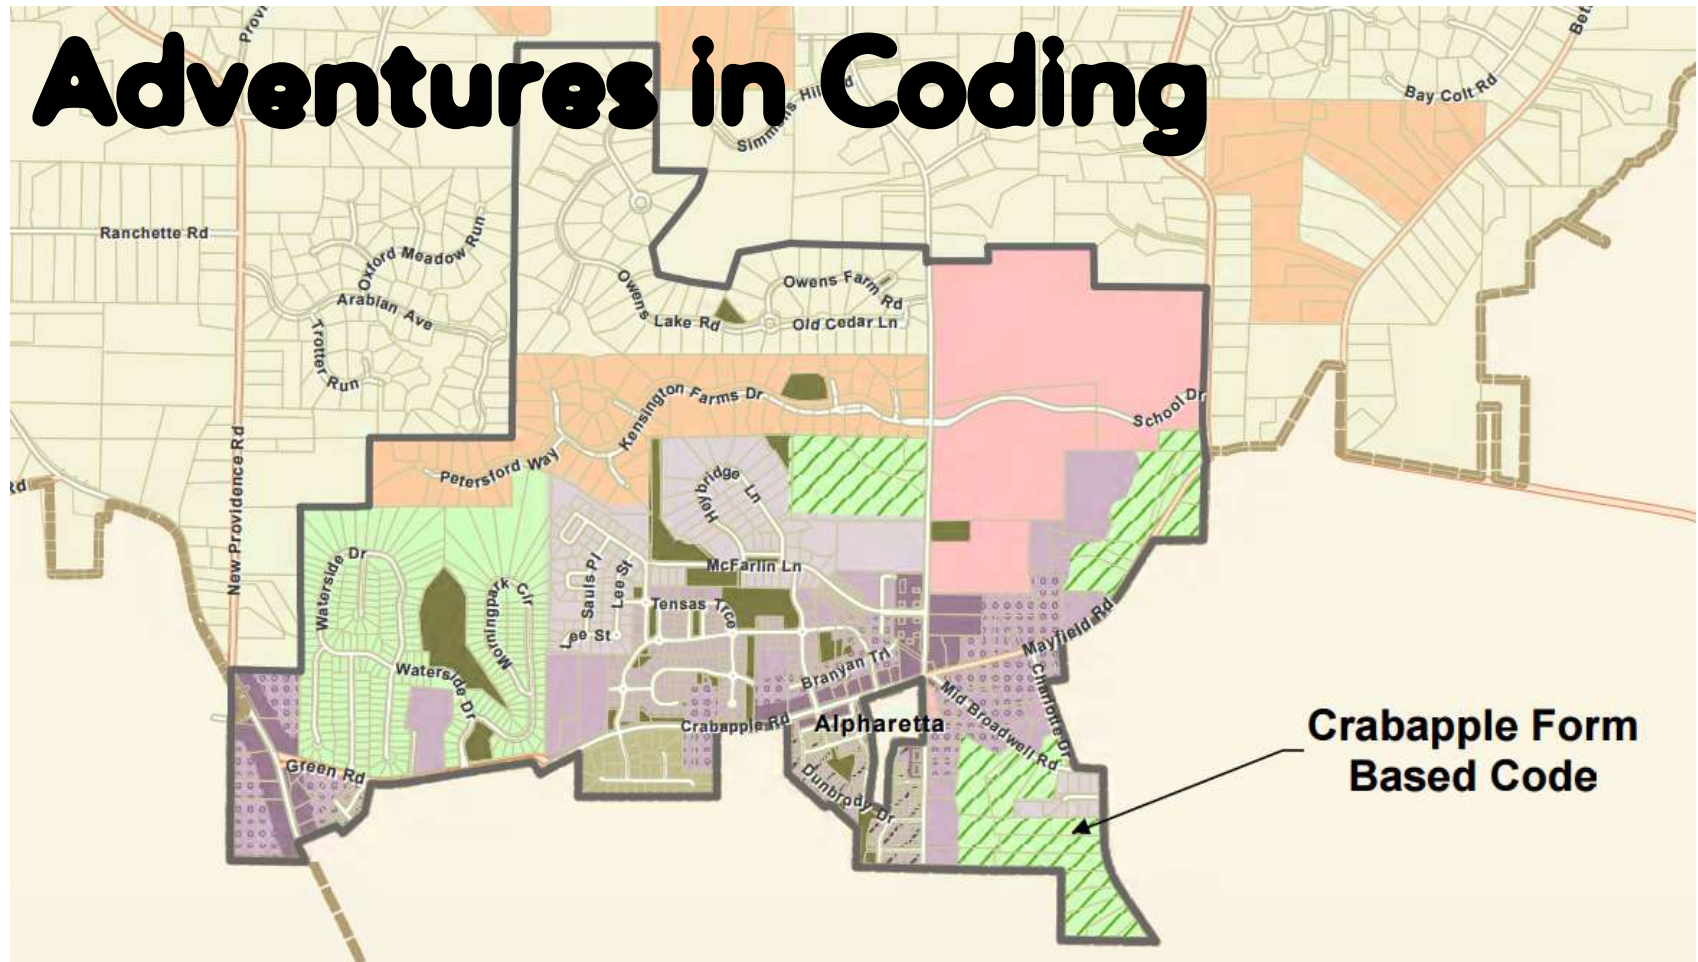 Adventures in Coding
Bay Colt Rd
Ranchette Rd
Oxford Meadow Run
Arabian Ave
Trotter Run
Owens Lake Rd
Owens Farm Rd
Old Cedar Ln
Kensington Farms Dr
School Dr
Petersford Way
Heybridge Ln
New Providence Rd
Waterside Dr
Morningpark Cir
Sauls Pl
Lee St
McFarlin Ln
Tensas Trce
Lee St
Mayfield Rd
Branyan Trl
Waterside Dr
Charlotte Dr
Mid Broadwell Rd
Crabapple Rd
Alpharetta
Green Rd
Dunbrody Dr
Crabapple Form
Based Code
Rd